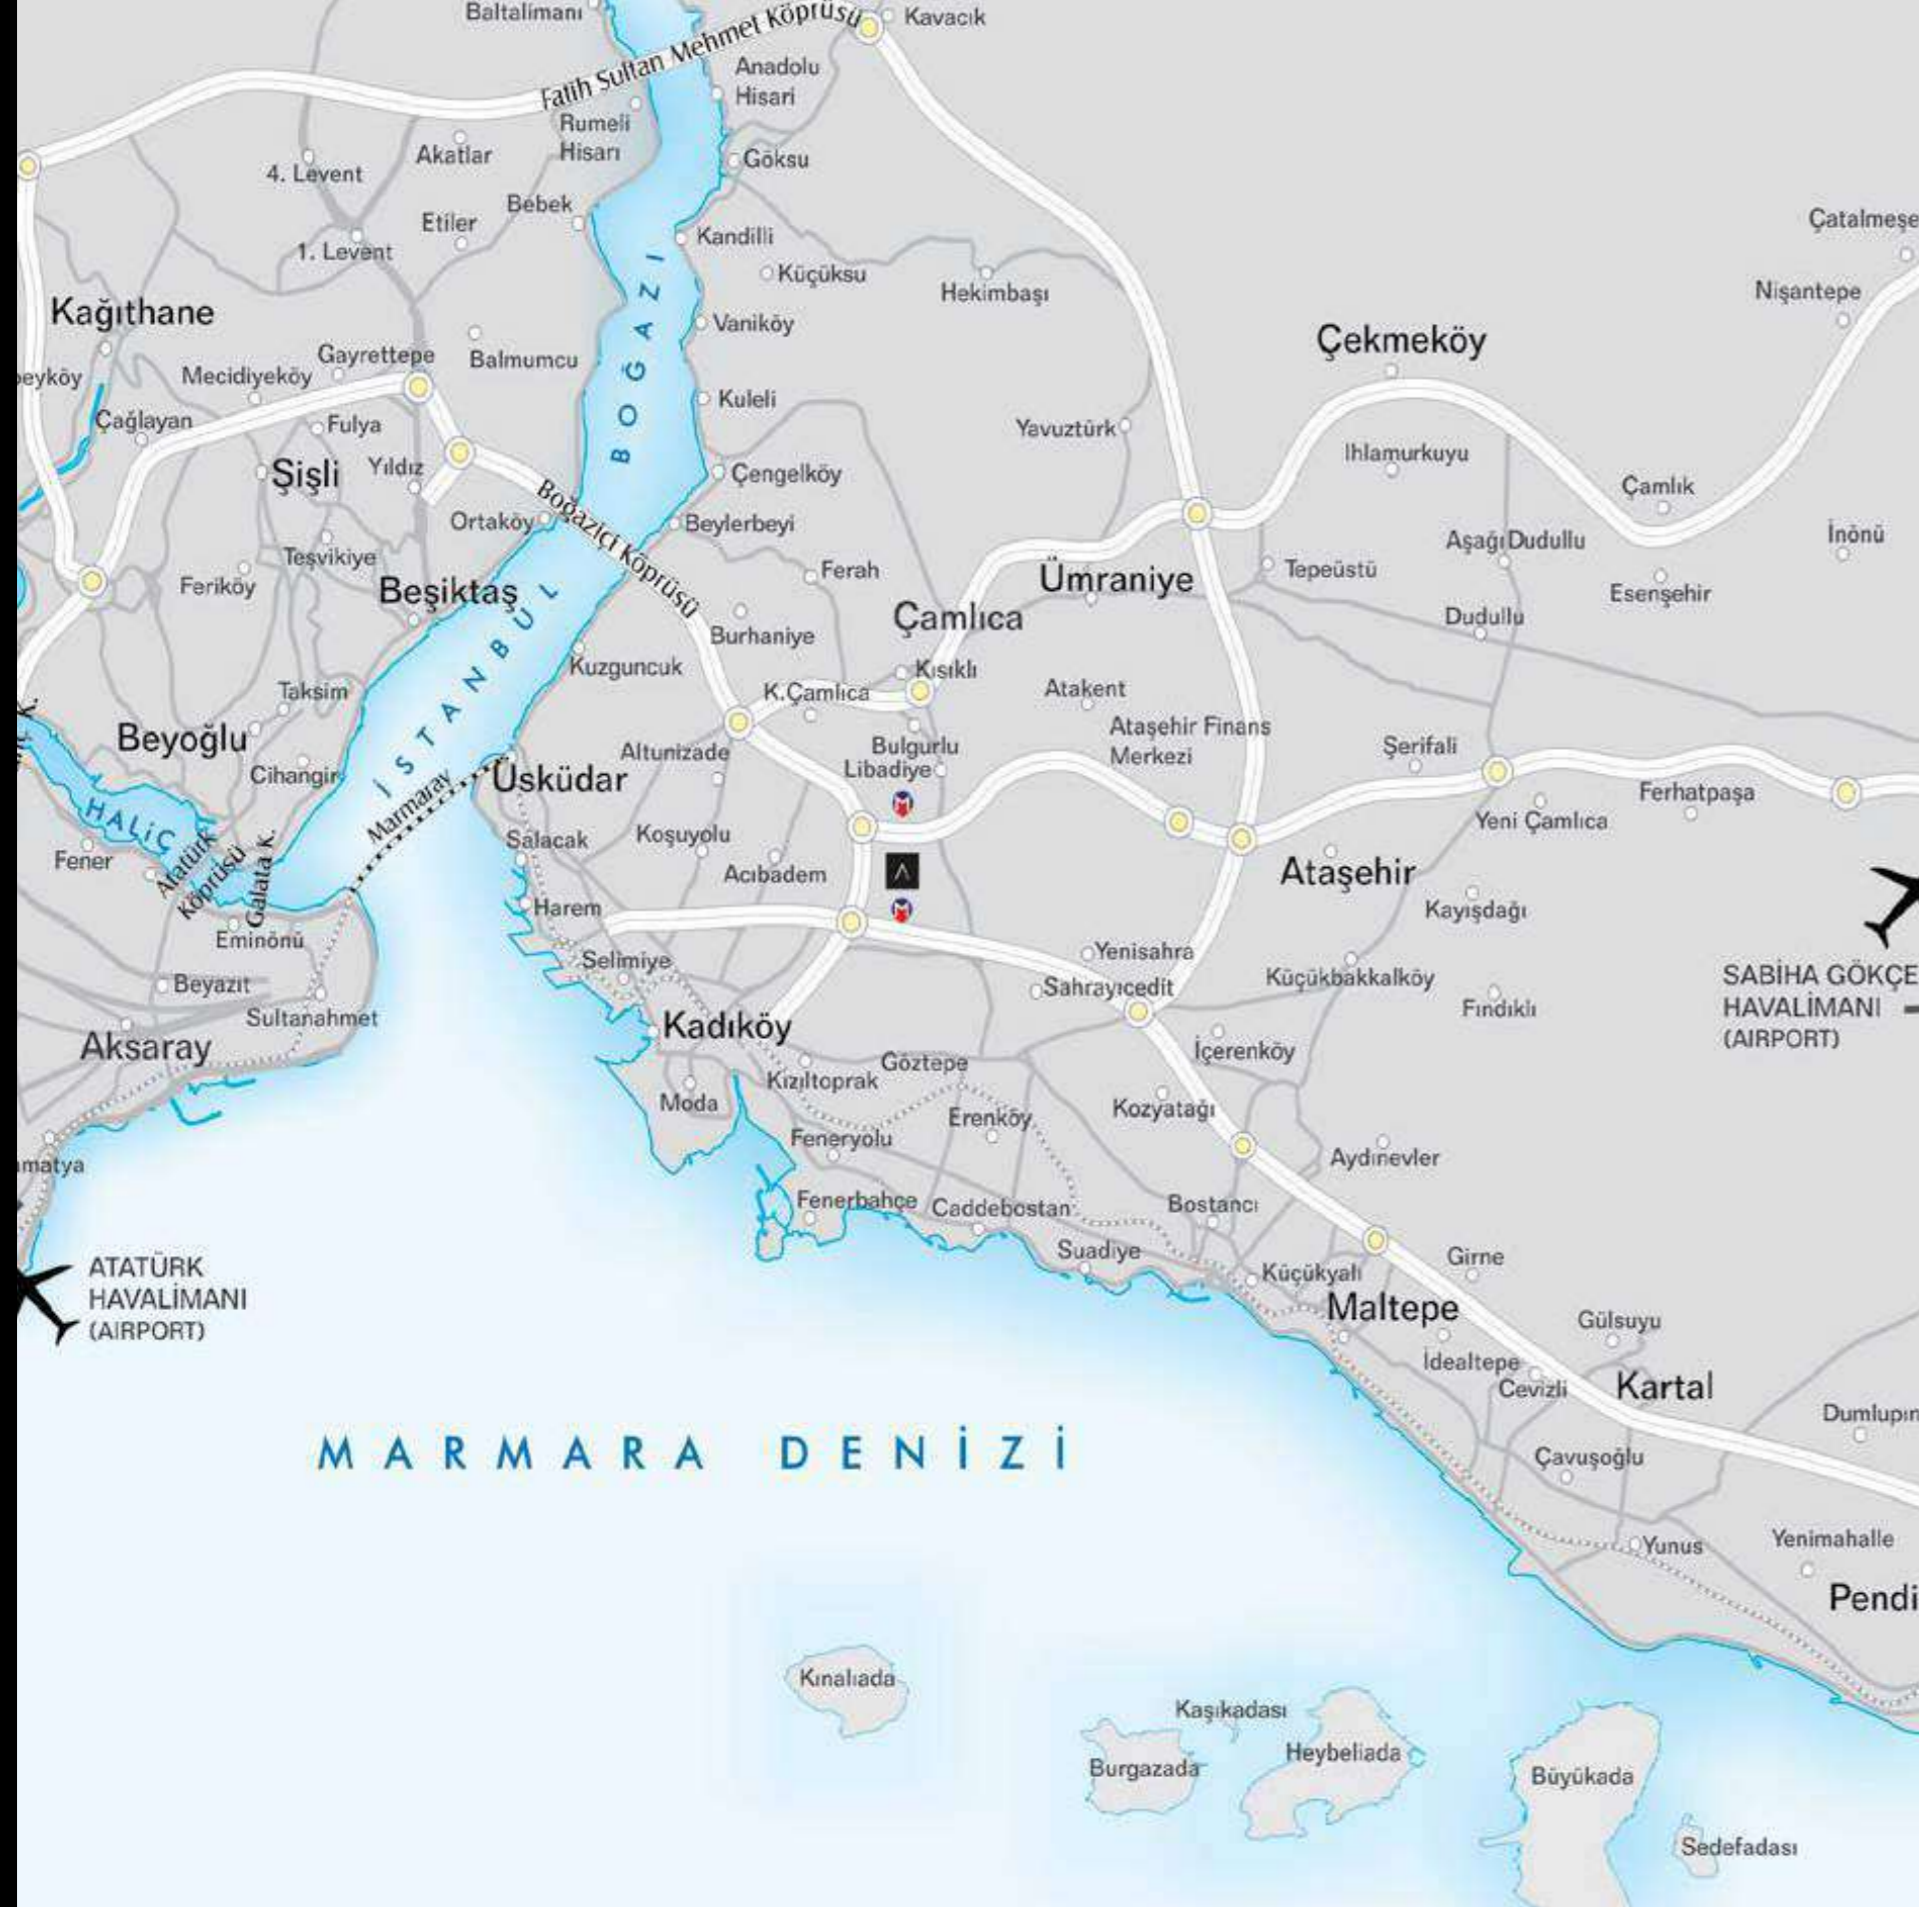 Baltalimanı
Fatih Sultan Mehmet Köprüsü
Kavacık
Anadolu
Hisari
Rumeli
Hisarı
Akatlar
4. Levent
Göksu
Bebek
Etiler
1. Levent
Kandilli
Küçüksu
Hekimbaşı
Çatalmeşe
Nişantepe
Kağıthane
Vaniköy
Çekmeköy
Gayrettepe
Balmumcu
Mecidiyeköy
eyköy
Kuleli
Çağlayan
Fulya
Yavuztürk
Ihlamurkuyu
Şişli
Yıldız
Çengelköy
Çamlık
Boğaziçi Köprüsü
Ortaköy
Beylerbeyi
İnönü
Aşağı Dudullu
Teşvikiye
Ferah
Tepeüstü
Ümraniye
Feriköy
Beşiktaş
Esenşehir
Çamlıca
Dudullu
Burhaniye
İSTANBUL BOĞAZI
Kuzguncuk
Kısıklı
Taksim
K.Çamlıca
Atakent
Beyoğlu
Ataşehir Finans
Merkezi
Altunizade
Bulgurlu
Libadiye
Şerifali
Cihangir
Üsküdar
Marmaray
Ferhatpaşa
HALİÇ
Yeni Çamlıca
Salacak
Koşuyolu
Fener
Atatürk
Köprüsü
Galata K.
Acıbadem
Ataşehir
Harem
Kayışdağı
Eminönü
Yenisahra
Selimiye
Beyazıt
Sahrayıcedit
Küçükbakkalköy
SABİHA GÖKÇE
HAVALİMANI
(AIRPORT)
Fındıklı
Sultanahmet
Kadıköy
Aksaray
İçerenköy
Göztepe
Kızıltoprak
Moda
Erenköy
Kozyatağı
Feneryolu
Aydınevler
matya
Fenerbahçe
Caddebostan
Bostancı
Suadiye
Girne
ATATÜRK
HAVALİMANI
(AIRPORT)
Küçükyalı
Maltepe
Gülsuyu
İdealtepe
Cevizli
Kartal
Dumlupın
MARMARA DENİZİ
Çavuşoğlu
Yunus
Yenimahalle
Pendi
Kınalıada
Kaşıkadası
Burgazada
Heybeliada
Büyükada
Sedefadası